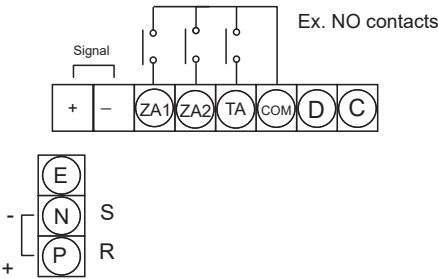 Ex. NO contacts
Signal
+ – ZA1 ZA2 TA COM D C
E
- N S
+ P R